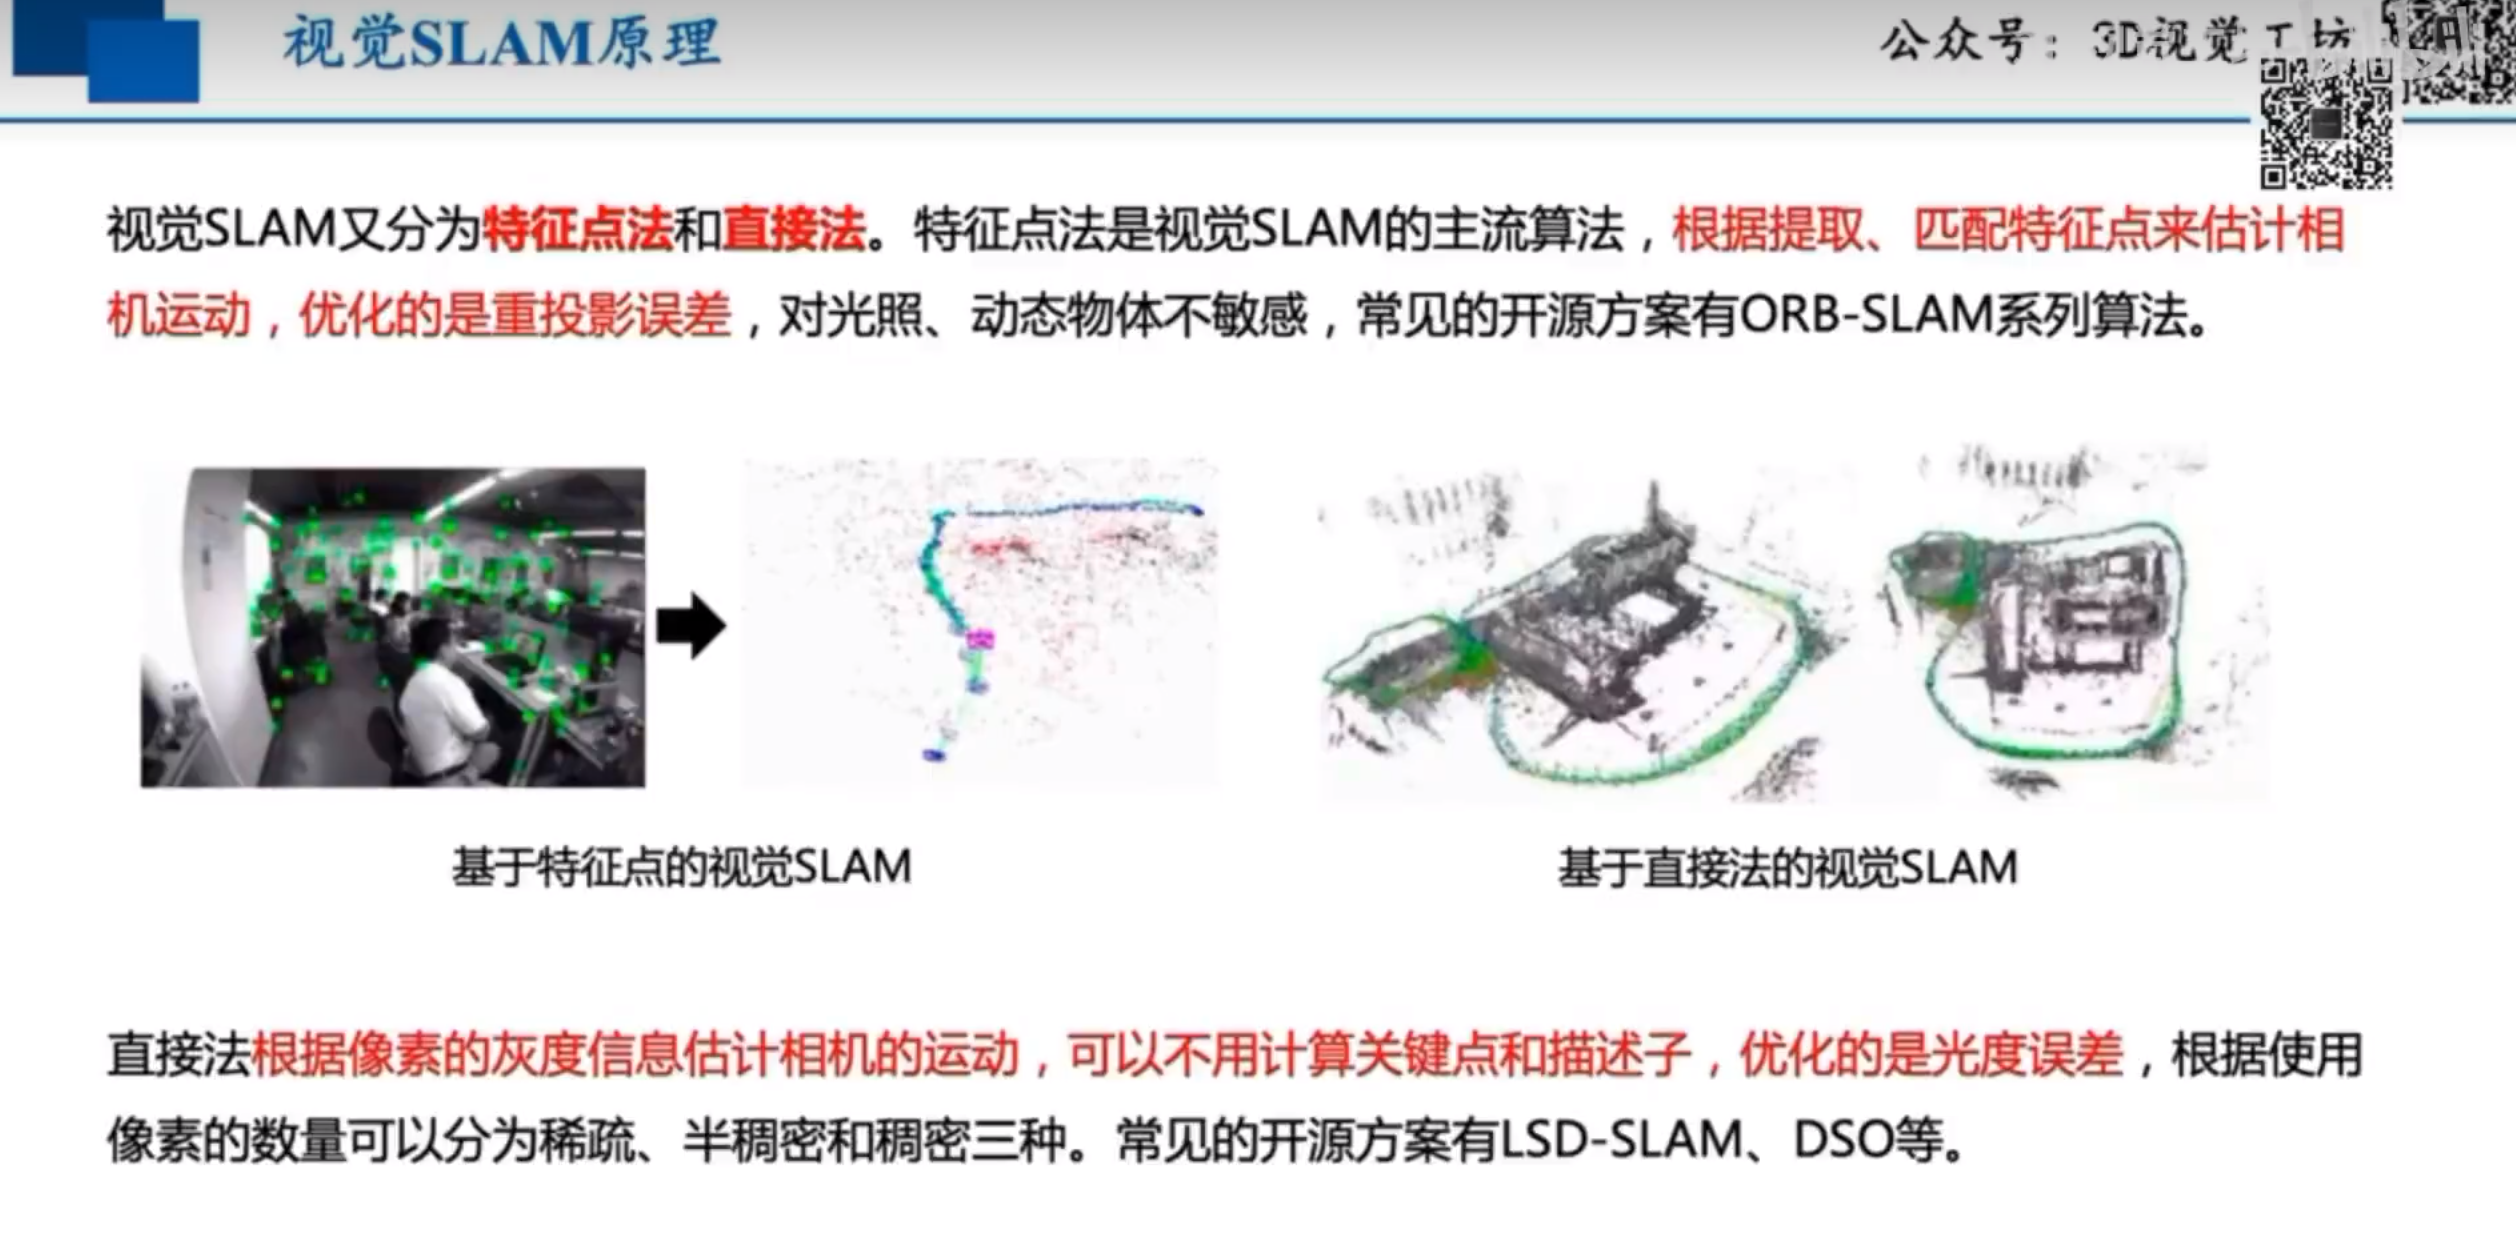 视觉SLAM原理
公众号：3D视觉工坊
视觉SLAM又分为特征点法和直接法。特征点法是视觉SLAM的主流算法，根据提取、匹配特征点来估计相
机运动，优化的是重投影误差，对光照、动态物体不敏感，常见的开源方案有ORB-SLAM系列算法。
基于特征点的视觉SLAM
基于直接法的视觉SLAM
直接法根据像素的灰度信息估计相机的运动，可以不用计算关键点和描述子，优化的是光度误差，根据使用
像素的数量可以分为稀疏、半稠密和稠密三种。常见的开源方案有LSD-SLAM、DSO等。